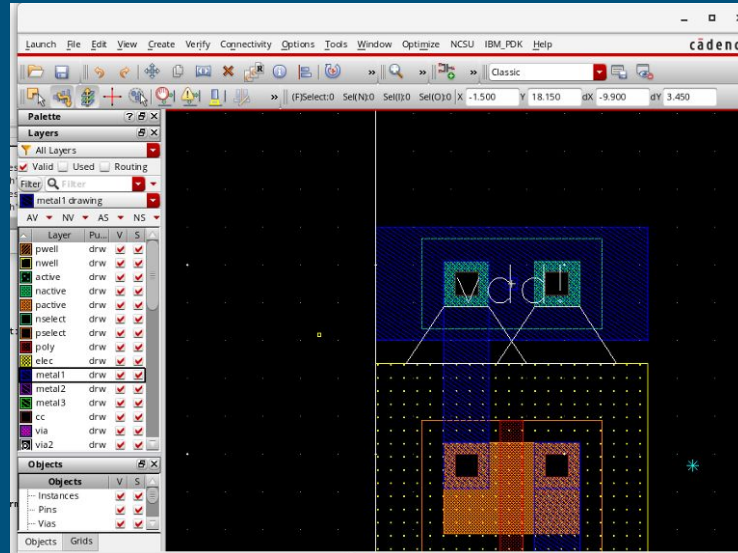 Launch File Edit View Create Verify Connectivity Options Tools Window Optimize NCSU IBM_PDK Help cādenc
» » » Classic
» (F)Select:0 Sel(N):0 Sel(I):0 Sel(O):0 X -1.500 Y 18.150 dX -9.900 dY 3.450
Palette ?
Layers
All Layers
Valid Used Routing
Filter Filter
metal1 drawing
AV NV AS NS
Layer Pu... V S
pwell drw
nwell drw
active drw
nactive drw
pactive drw
nselect drw
pselect drw
poly drw
elec drw
metal1 drw
metal2 drw
metal3 drw
cc drw
via drw
via2 drw
Objects
Objects V S
Instances
Pins
Vias
Objects Grids
Vdd!